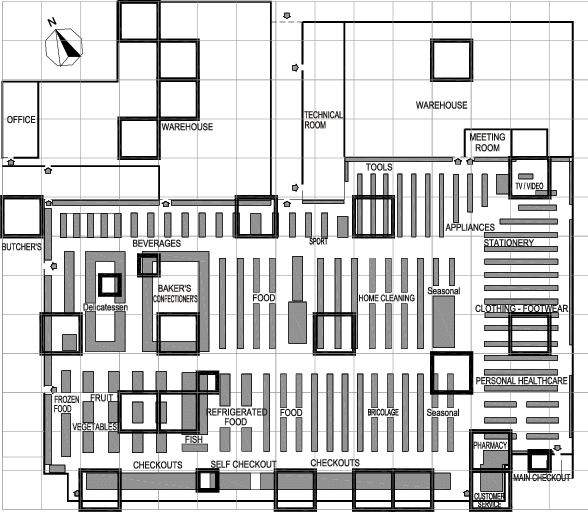 N
OFFICE
WAREHOUSE
TECHNICAL
ROOM
WAREHOUSE
MEETING
ROOM
TOOLS
TV / VIDEO
BUTCHER'S
BEVERAGES
SPORT
APPLIANCES
STATIONERY
Delicatessen
BAKER'S
CONFECTIONER'S
FOOD
HOME CLEANING
Seasonal
CLOTHING - FOOTWEAR
PERSONAL HEALTHCARE
FROZEN
FOOD
FRUIT
VEGETABLES
FISH
REFRIGERATED
FOOD
FOOD
BRICOLAGE
Seasonal
PHARMACY
CHECKOUTS
SELF CHECKOUT
CHECKOUTS
MAIN CHECKOUT
CUSTOMER
SERVICE